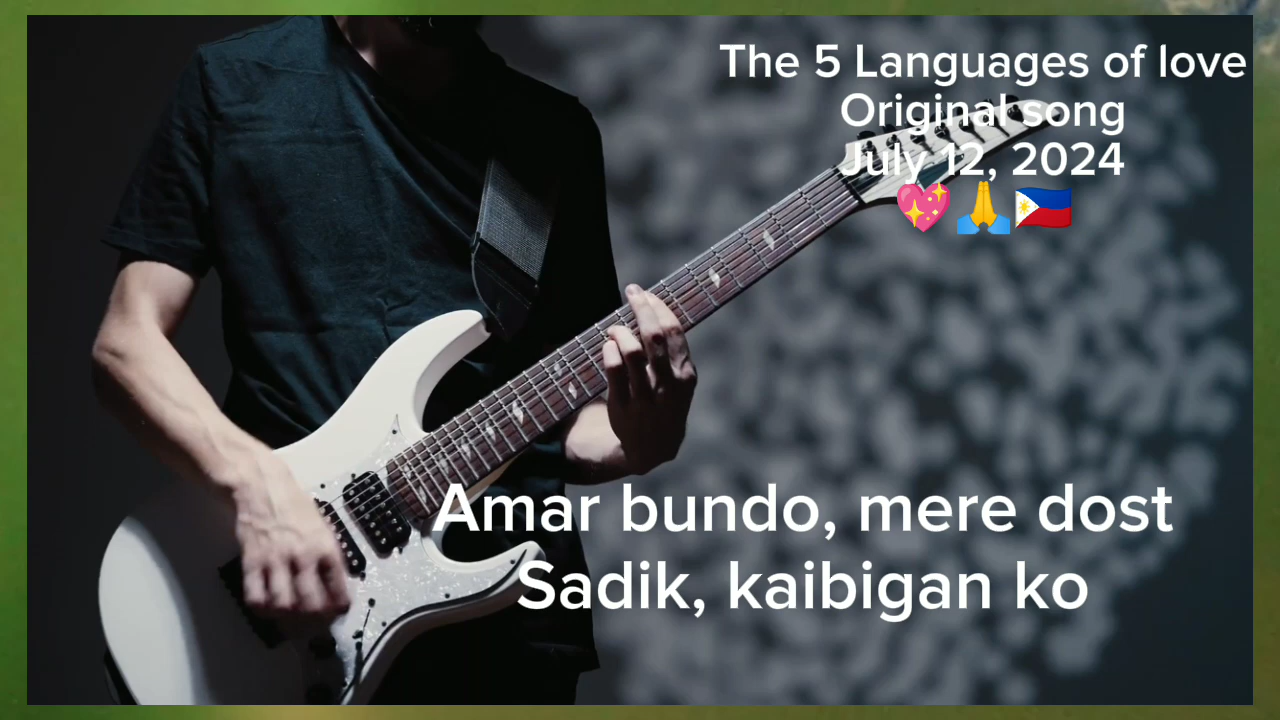 The 5 Languages of love
Original song
July 12, 2024
💖🙏🇵🇭
Amar bundo, mere dost
Sadik, kaibigan ko